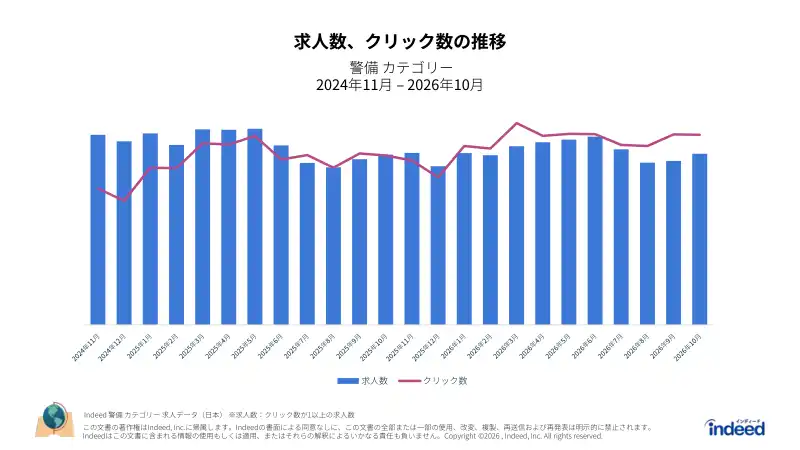 求人数、クリック数の推移
警備 カテゴリー
2024年11月 – 2026年10月
2024年11月
2024年12月
2025年1月
2025年2月
2025年3月
2025年4月
2025年5月
2025年6月
2025年7月
2025年8月
2025年9月
2025年10月
2025年11月
2025年12月
2026年1月
2026年2月
2026年3月
2026年4月
2026年5月
2026年6月
2026年7月
2026年8月
2026年9月
2026年10月
求人数 クリック数
Indeed 警備 カテゴリー 求人データ（日本） ※求人数：クリック数が1以上の求人数
この文書の著作権はIndeed, Inc.に帰属します。Indeedの書面による同意なしに、この文書の全部または一部の使用、改変、複製、再送信および再発表は明示的に禁止されます。
Indeedはこの文書に含まれる情報の使用もしくは適用、またはそれらの解釈によるいかなる責任も負いません。Copyright ©2026 , Indeed, Inc. All rights reserved.
インディード
indeed